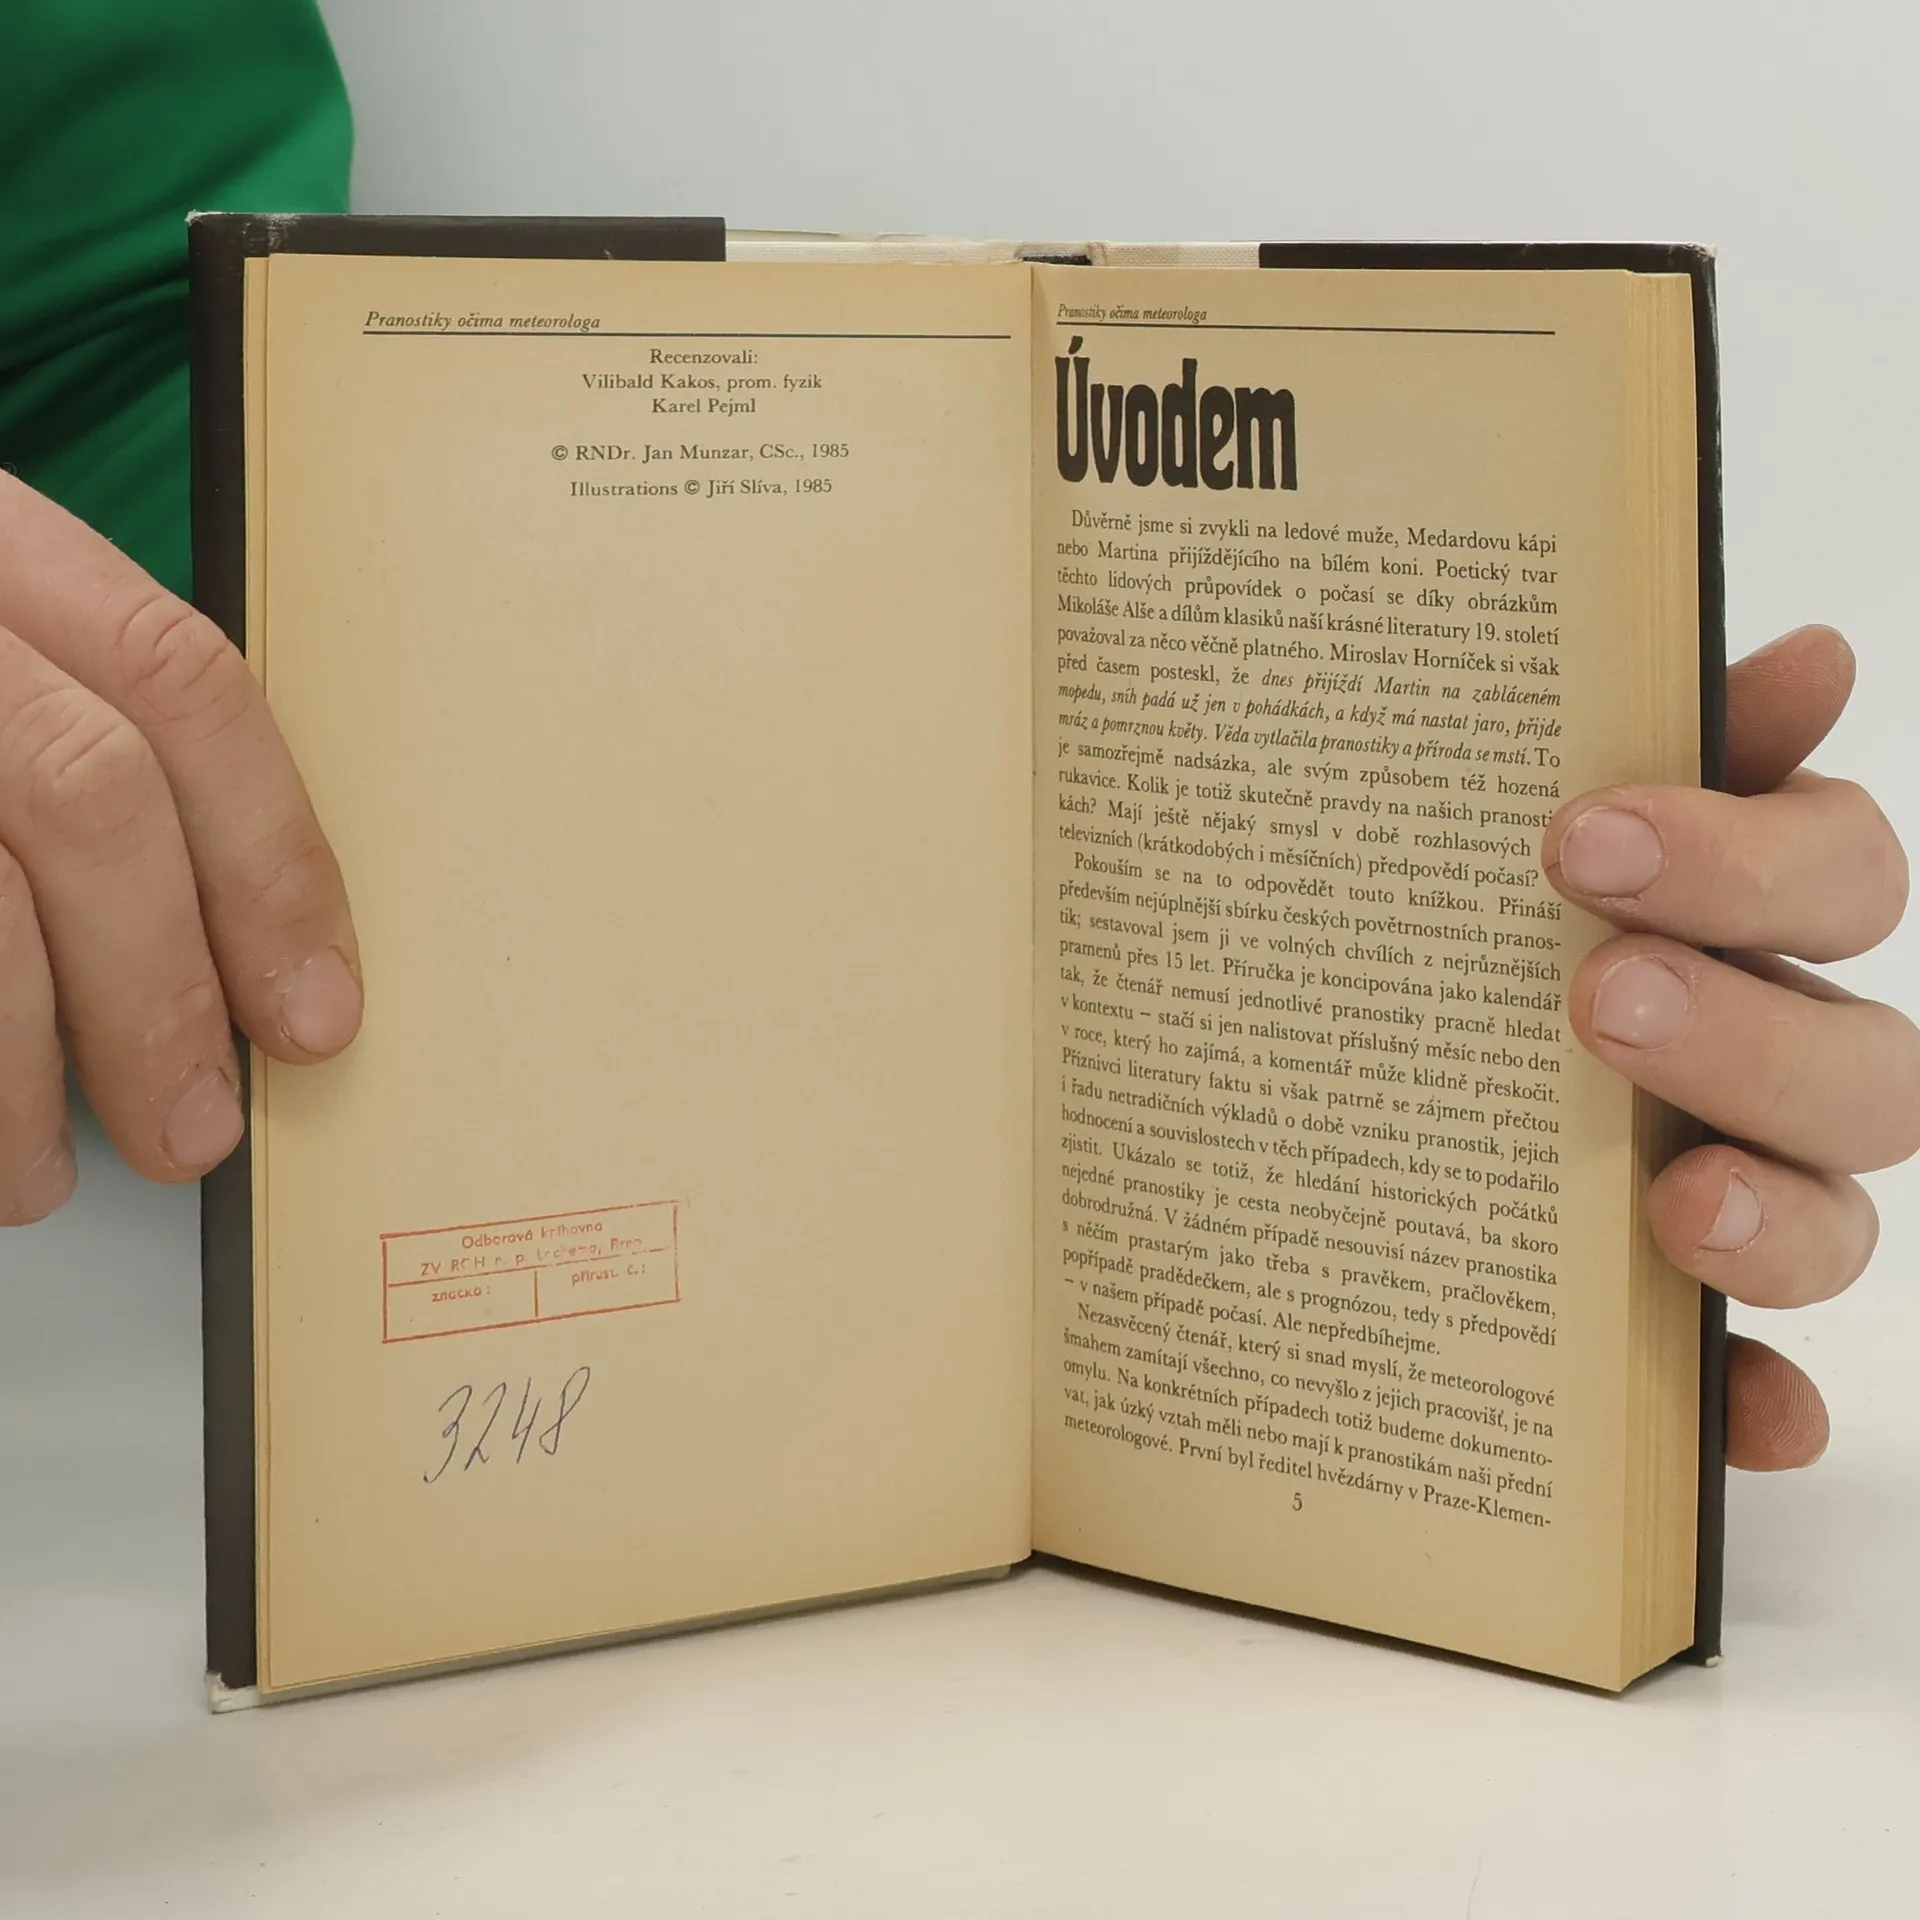 Pranostiky očima meteorologa
Recenzovali:
Vilibald Kakos, prom. fyzik
Karel Pejml
© RNDr. Jan Munzar, CSc., 1985
Illustrations © Jiří Slíva, 1985
Odborová knihovna
ZV ROH n. p. Lachema, Brno
značka:
přírůst. č.:
3248
Pranostiky očima meteorologa
Úvodem
Důvěrně jsme si zvykli na ledové muže, Medardovu kápi
nebo Martina přijíždějícího na bílém koni. Poetický tvar
těchto lidových průpovídek o počasí se díky obrázkům
Mikoláše Alše a dílům klasiků naší krásné literatury 19. století
považoval za něco věčně platného. Miroslav Horníček si však
před časem posteskl, že dnes přijíždí Martin na zabláceném
mopedu, sníh padá už jen v pohádkách, a když má nastat jaro, přijde
mráz a pomrznou květy. Věda vytlačila pranostiky a příroda se mstí. To
je samozřejmě nadsázka, ale svým způsobem též hozená
rukavice. Kolik je totiž skutečně pravdy na našich pranosti-
kách? Mají ještě nějaký smysl v době rozhlasových
televizních (krátkodobých i měsíčních) předpovědí počasí?
Pokouším se na to odpovědět touto knížkou. Přináší
především nejúplnější sbírku českých povětrnostních pranos-
tik; sestavoval jsem ji ve volných chvílích z nejrůznějších
pramenů přes 15 let. Příručka je koncipována jako kalendář
tak, že čtenář nemusí jednotlivé pranostiky pracně hledat
v kontextu – stačí si jen nalistovat příslušný měsíc nebo den
v roce, který ho zajímá, a komentář může klidně přeskočit.
Příznivci literatury faktu si však patrně se zájmem přečtou
i řadu netradičních výkladů o době vzniku pranostik, jejich
hodnocení a souvislostech v těch případech, kdy se to podařilo
zjistit. Ukázalo se totiž, že hledání historických počátků
nejedné pranostiky je cesta neobyčejně poutavá, ba skoro
dobrodružná. V žádném případě nesouvisí název pranostika
s něčím prastarým jako třeba s pravěkem, pračlověkem,
popřípadě pradědečkem, ale s prognózou, tedy s předpovědí
– v našem případě počasí. Ale nepředbíhejme.
Nezasvěcený čtenář, který si snad myslí, že meteorologové
šmahem zamítají všechno, co nevyšlo z jejich pracovišť, je na
omylu. Na konkrétních případech totiž budeme dokumento-
vat, jak úzký vztah měli nebo mají k pranostikám naši přední
meteorologové. První byl ředitel hvězdárny v Praze-Klemen-
5